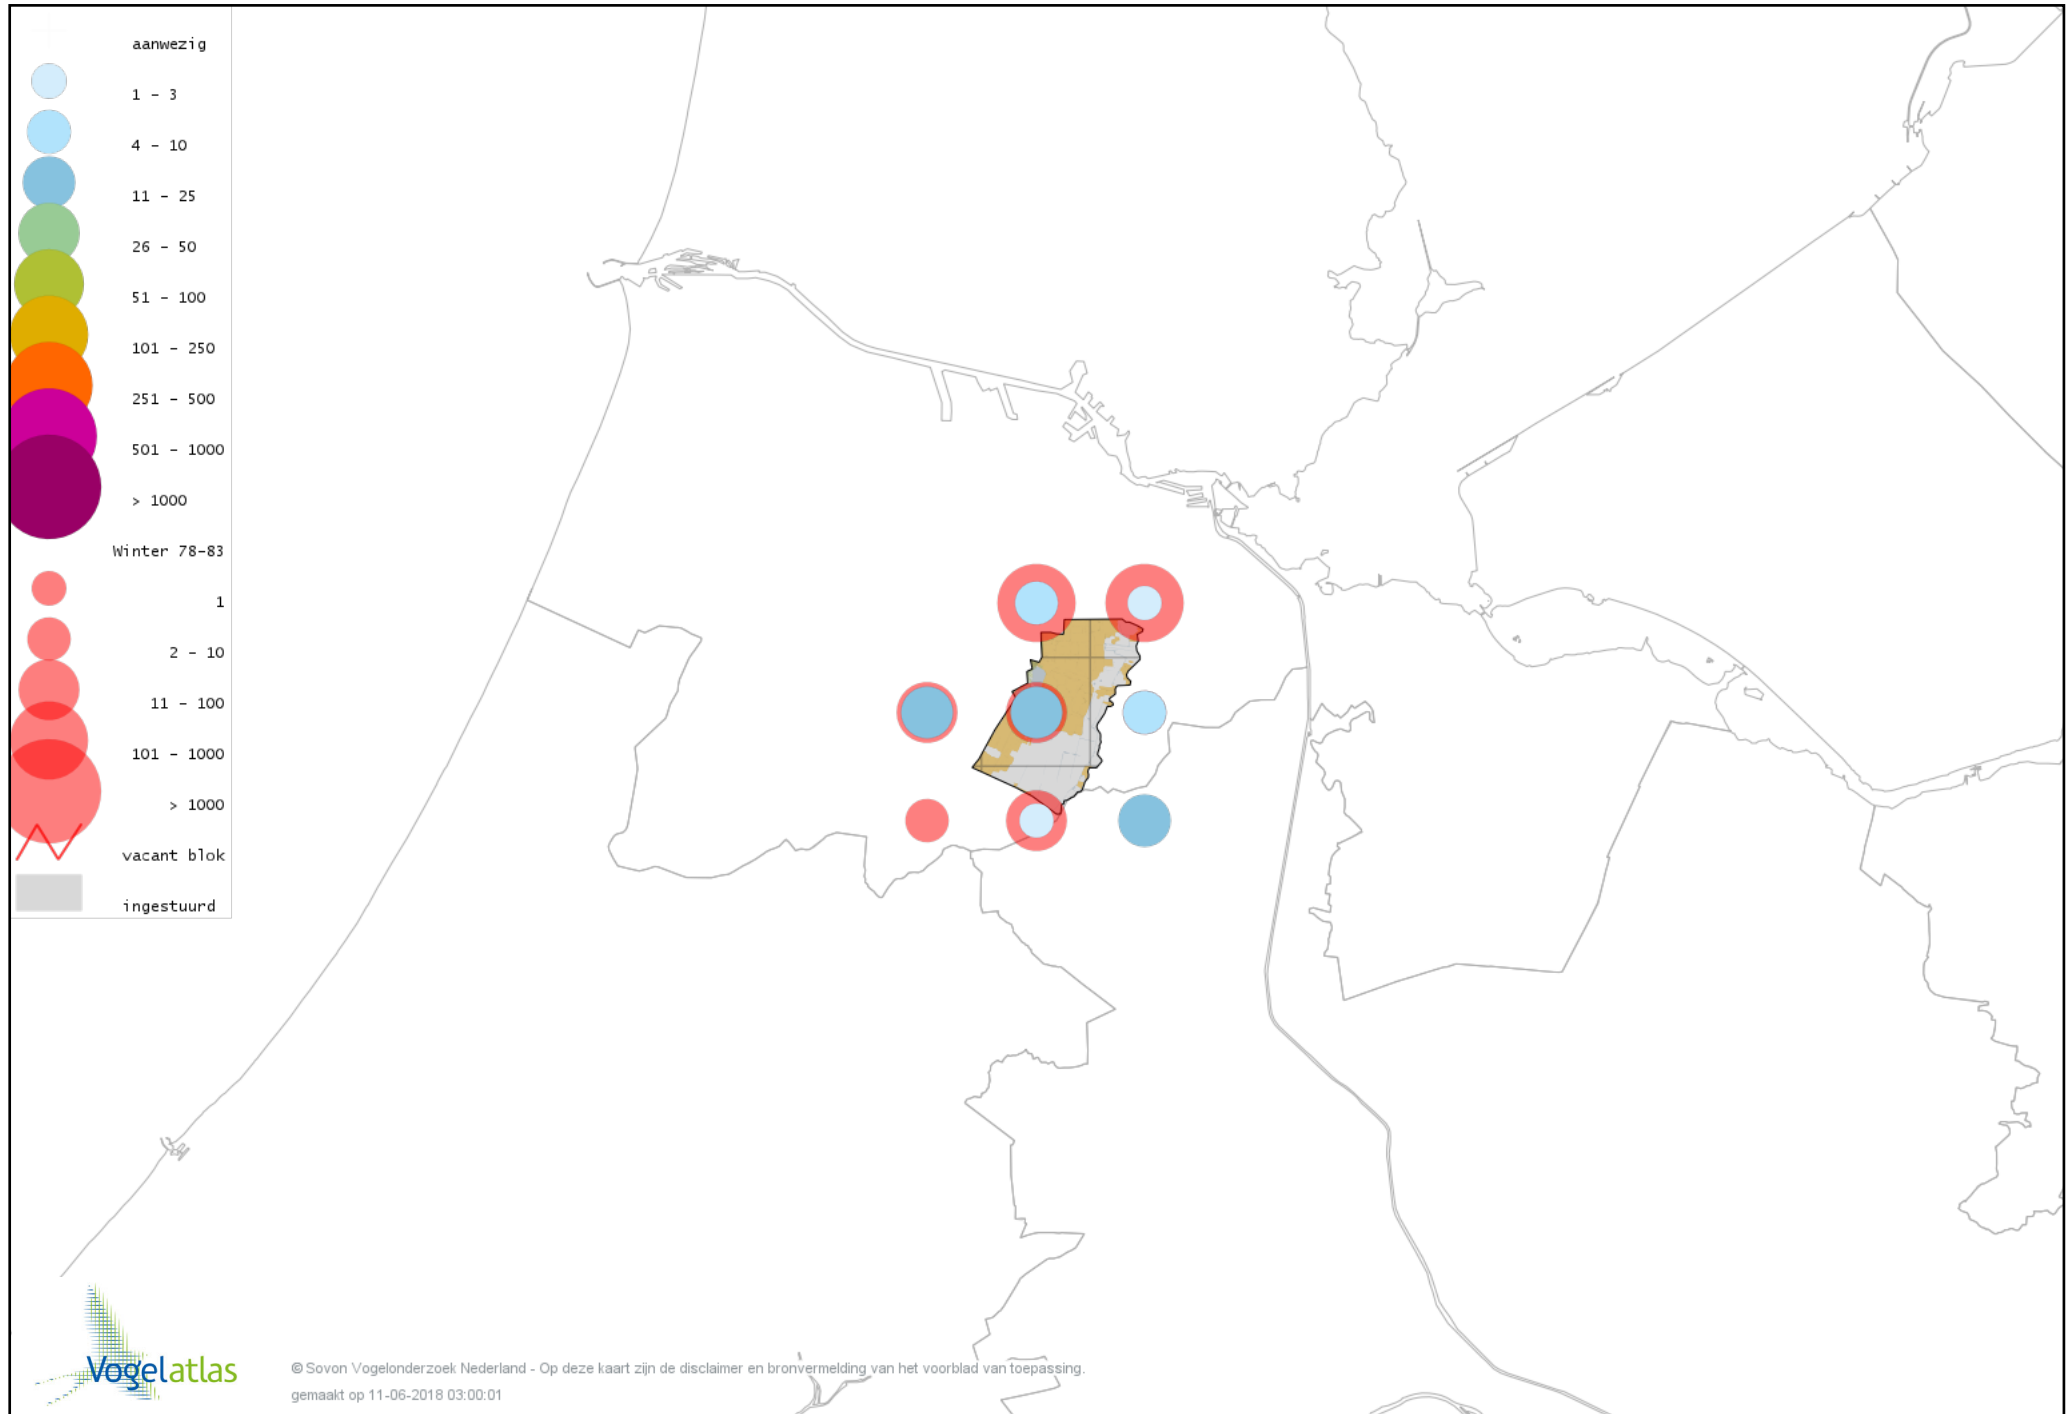 aanwezig
1 - 3
4 - 10
11 - 25
26 - 50
51 - 100
101 - 250
251 - 500
501 - 1000
> 1000
Winter 78-83
1
2 - 10
11 - 100
101 - 1000
> 1000
vacant blok
ingestuurd
Vogelatlas
© Sovon Vogelonderzoek Nederland - Op deze kaart zijn de disclaimer en bronvermelding van het voorblad van toepassing.
gemaakt op 11-06-2018 03:00:01